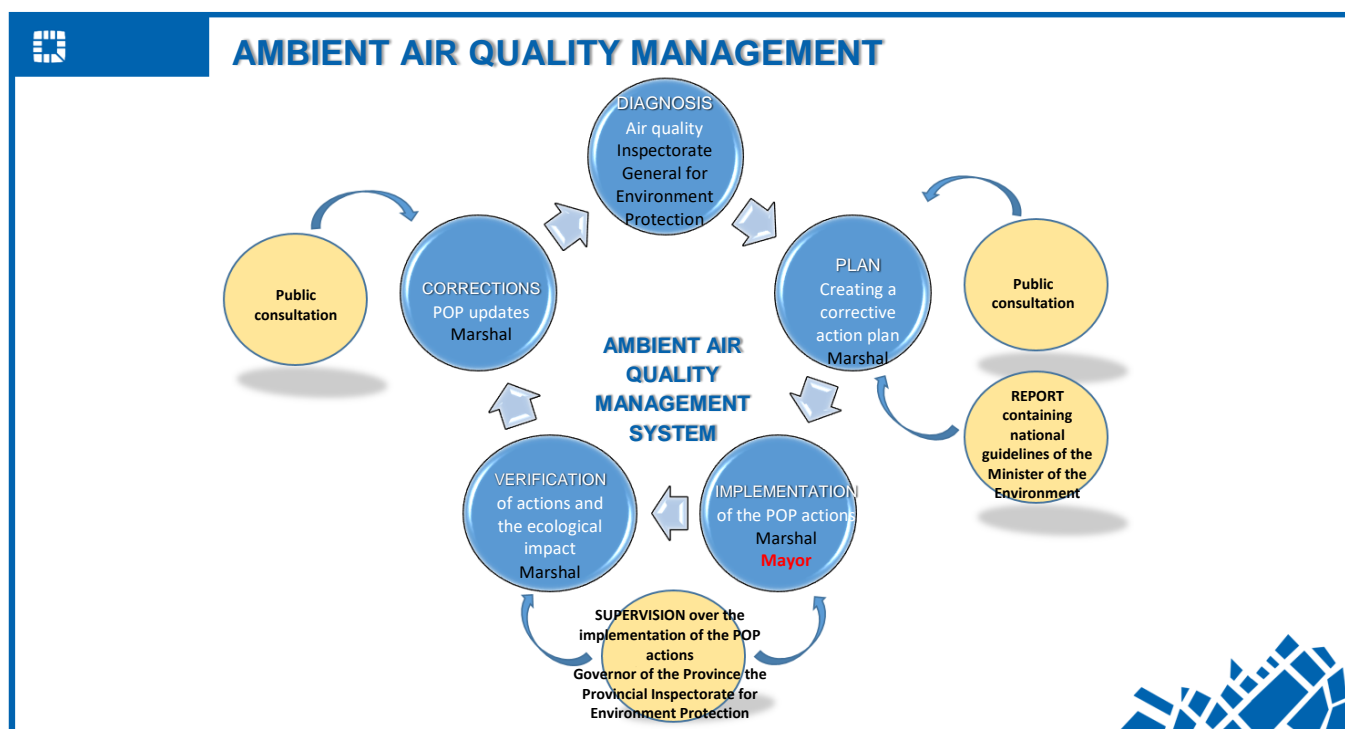 AMBIENT AIR QUALITY MANAGEMENT
DIAGNOSIS
Air quality
Inspectorate
General for
Environment
Protection
PLAN
Creating a
corrective
action plan
Marshal
Public
consultation
REPORT
containing
national
guidelines of the
Minister of the
Environment
IMPLEMENTATION
of the POP actions
Marshal
Mayor
SUPERVISION over the
implementation of the POP
actions
Governor of the Province the
Provincial Inspectorate for
Environment Protection
VERIFICATION
of actions and
the ecological
impact
Marshal
CORRECTIONS
POP updates
Marshal
Public
consultation
AMBIENT AIR
QUALITY
MANAGEMENT
SYSTEM